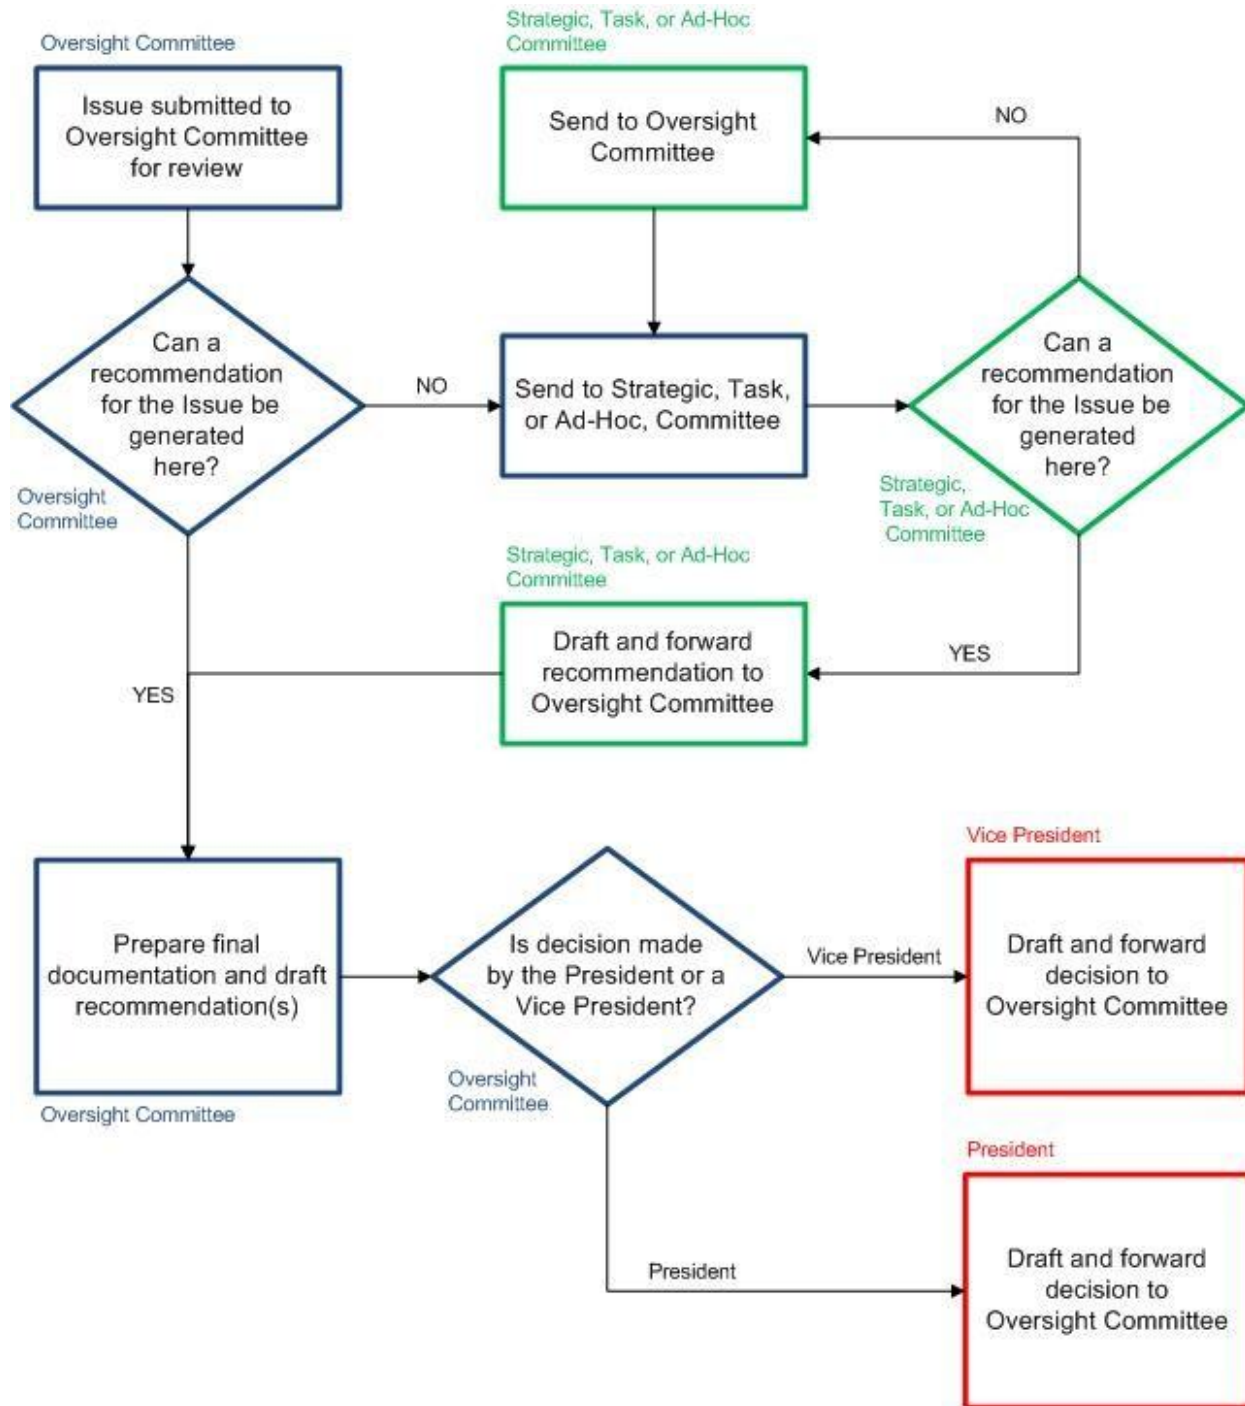 Oversight Committee
Issue submitted to
Oversight Committee
for review
Strategic, Task, or Ad-Hoc
Committee
Send to Oversight
Committee
NO
Can a
recommendation
for the Issue be
generated
here?
Oversight
Committee
NO
Send to Strategic, Task,
or Ad-Hoc, Committee
Can a
recommendation
for the Issue be
generated
here?
Strategic,
Task, or Ad-Hoc
Committee
Strategic, Task, or Ad-Hoc
Committee
Draft and forward
recommendation to
Oversight Committee
YES
YES
Prepare final
documentation and draft
recommendation(s)
Oversight Committee
Is decision made
by the President or a
Vice President?
Oversight
Committee
Vice President
Vice President
Draft and forward
decision to
Oversight Committee
President
President
Draft and forward
decision to
Oversight Committee